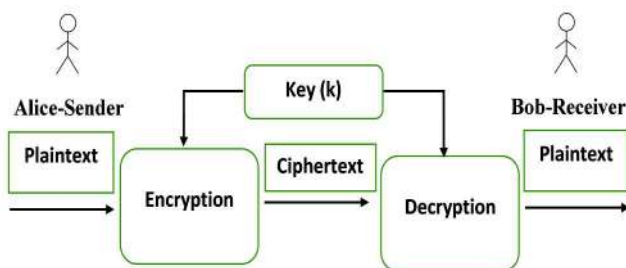 Key (k)
Alice-Sender
Bob-Receiver
Plaintext
Encryption
Ciphertext
Decryption
Plaintext